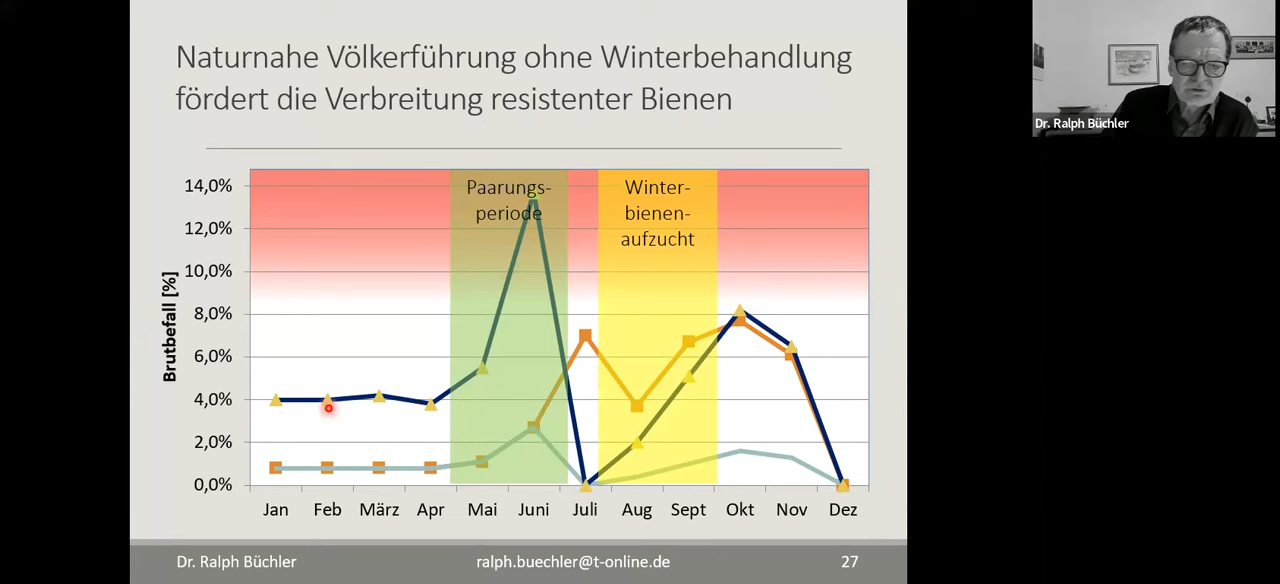 Naturnahe Völkerführung ohne Winterbehandlung
fördert die Verbreitung resistenter Bienen
Dr. Ralph Büchler
Paarungs-
periode
Winter-
bienen-
aufzucht
Brutbefall [%]
14,0%
12,0%
10,0%
8,0%
6,0%
4,0%
2,0%
0,0%
Jan Feb März Apr Mai Juni Juli Aug Sept Okt Nov Dez
Dr. Ralph Büchler ralph.buechler@t-online.de 27